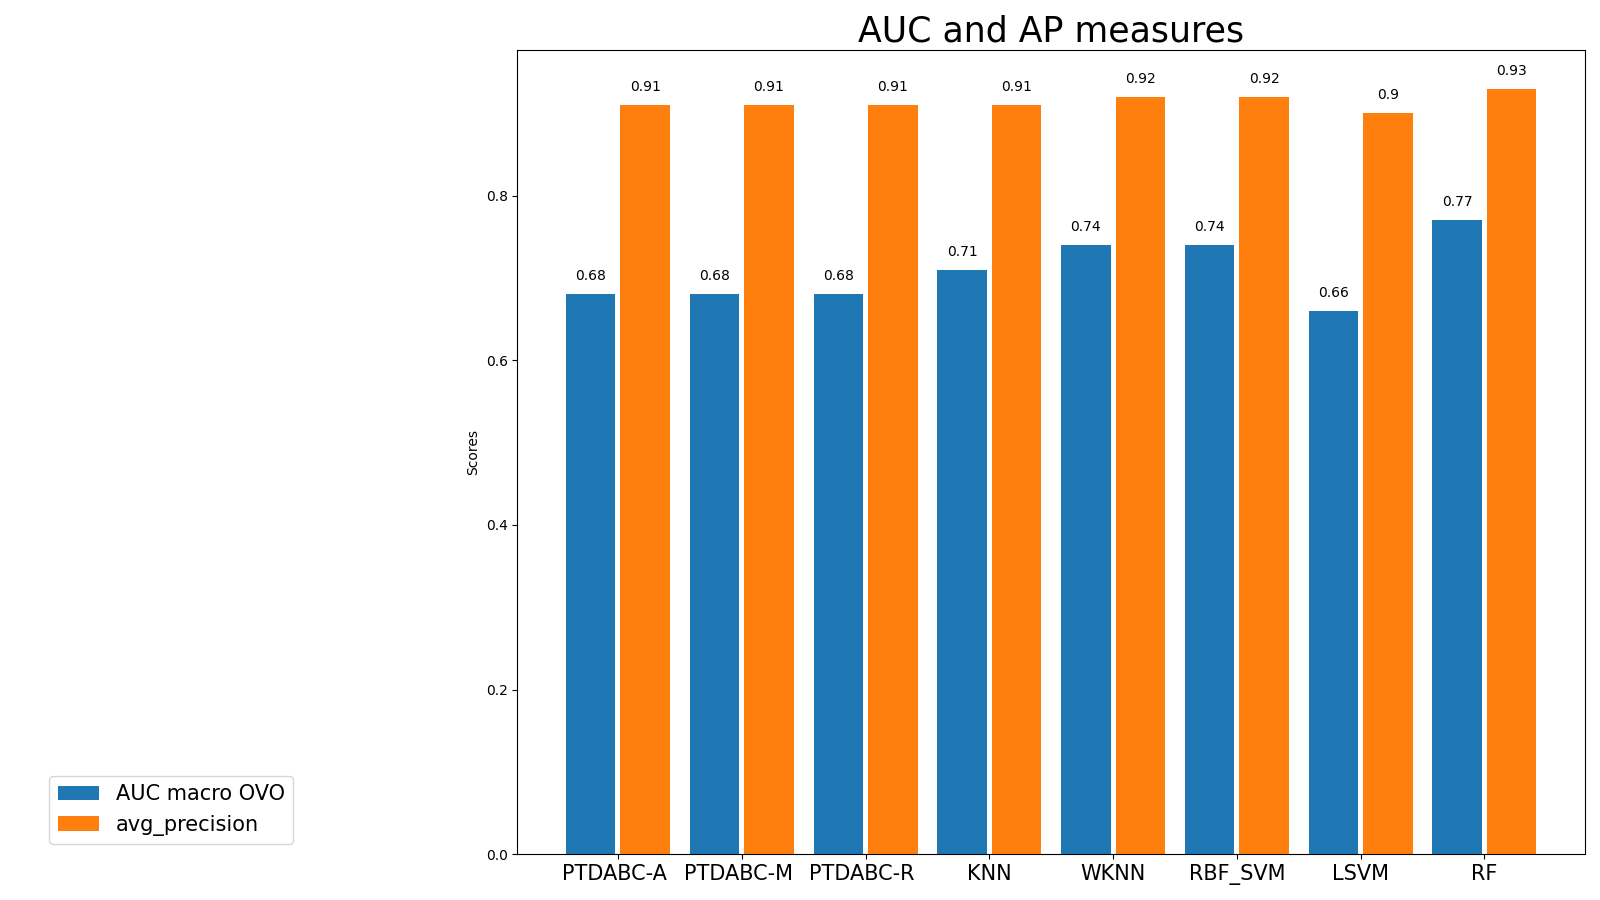 AUC and AP measures
0.91 0.91 0.91 0.91 0.92 0.92 0.9 0.93
0.68 0.68 0.68 0.71 0.74 0.74 0.66 0.77
Scores
0.8
0.6
0.4
0.2
0.0
PTDABC-A PTDABC-M PTDABC-R KNN WKNN RBF_SVM LSVM RF
AUC macro OVO
avg_precision